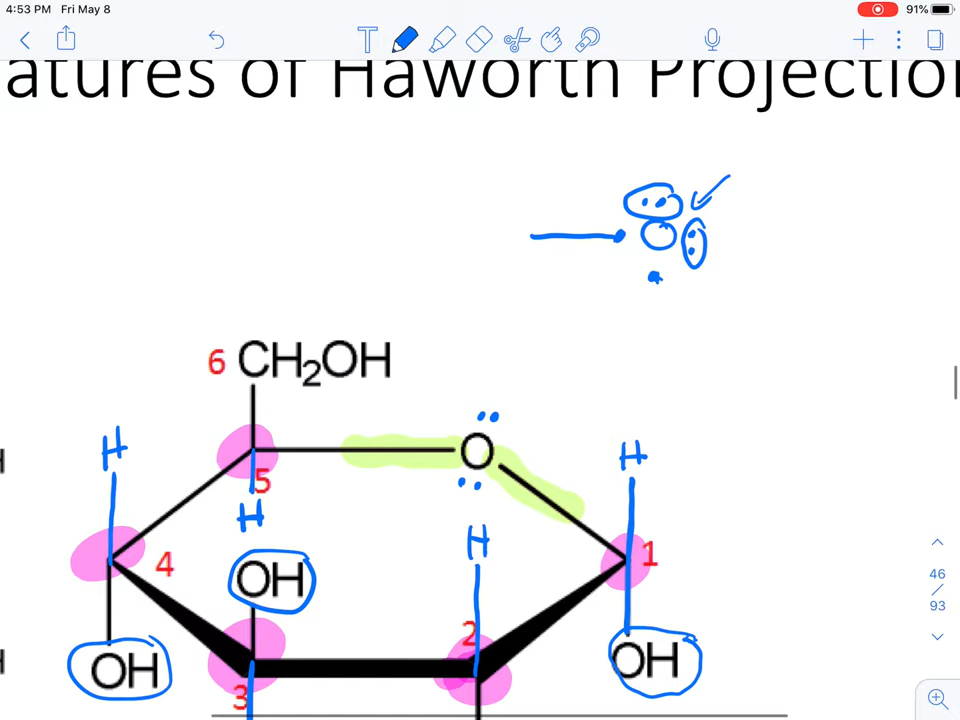 4:53 PM Fri May 8
91%
T
atures of Haworth Projection
6 CH₂OH
H
O
H
H
5
H
H
1
4
OH
46
/
93
2
OH
OH
3
H